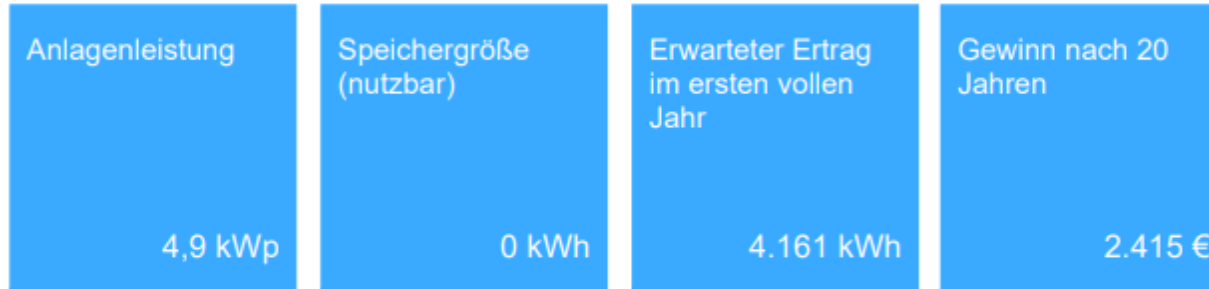 Anlagenleistung
4,9 kWp
Speichergröße
(nutzbar)
0 kWh
Erwarteter Ertrag
im ersten vollen
Jahr
4.161 kWh
Gewinn nach 20
Jahren
2.415 €